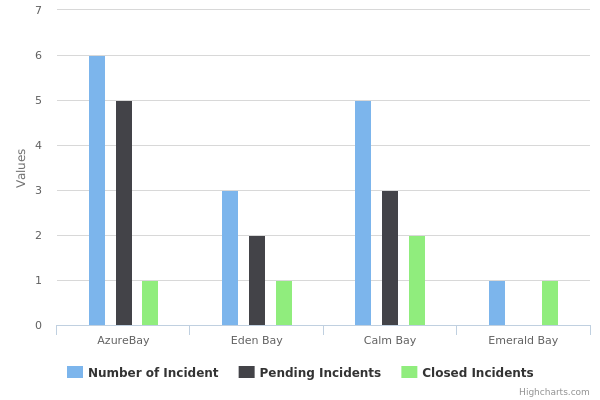 7
6
5
4
3
2
1
0
Values
AzureBay Eden Bay Calm Bay Emerald Bay
Number of Incident Pending Incidents Closed Incidents
Highcharts.com